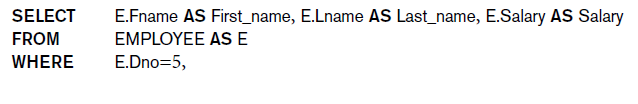 SELECT E.Fname AS First_name, E.Lname AS Last_name, E.Salary AS Salary
FROM EMPLOYEE AS E
WHERE E.Dno=5,